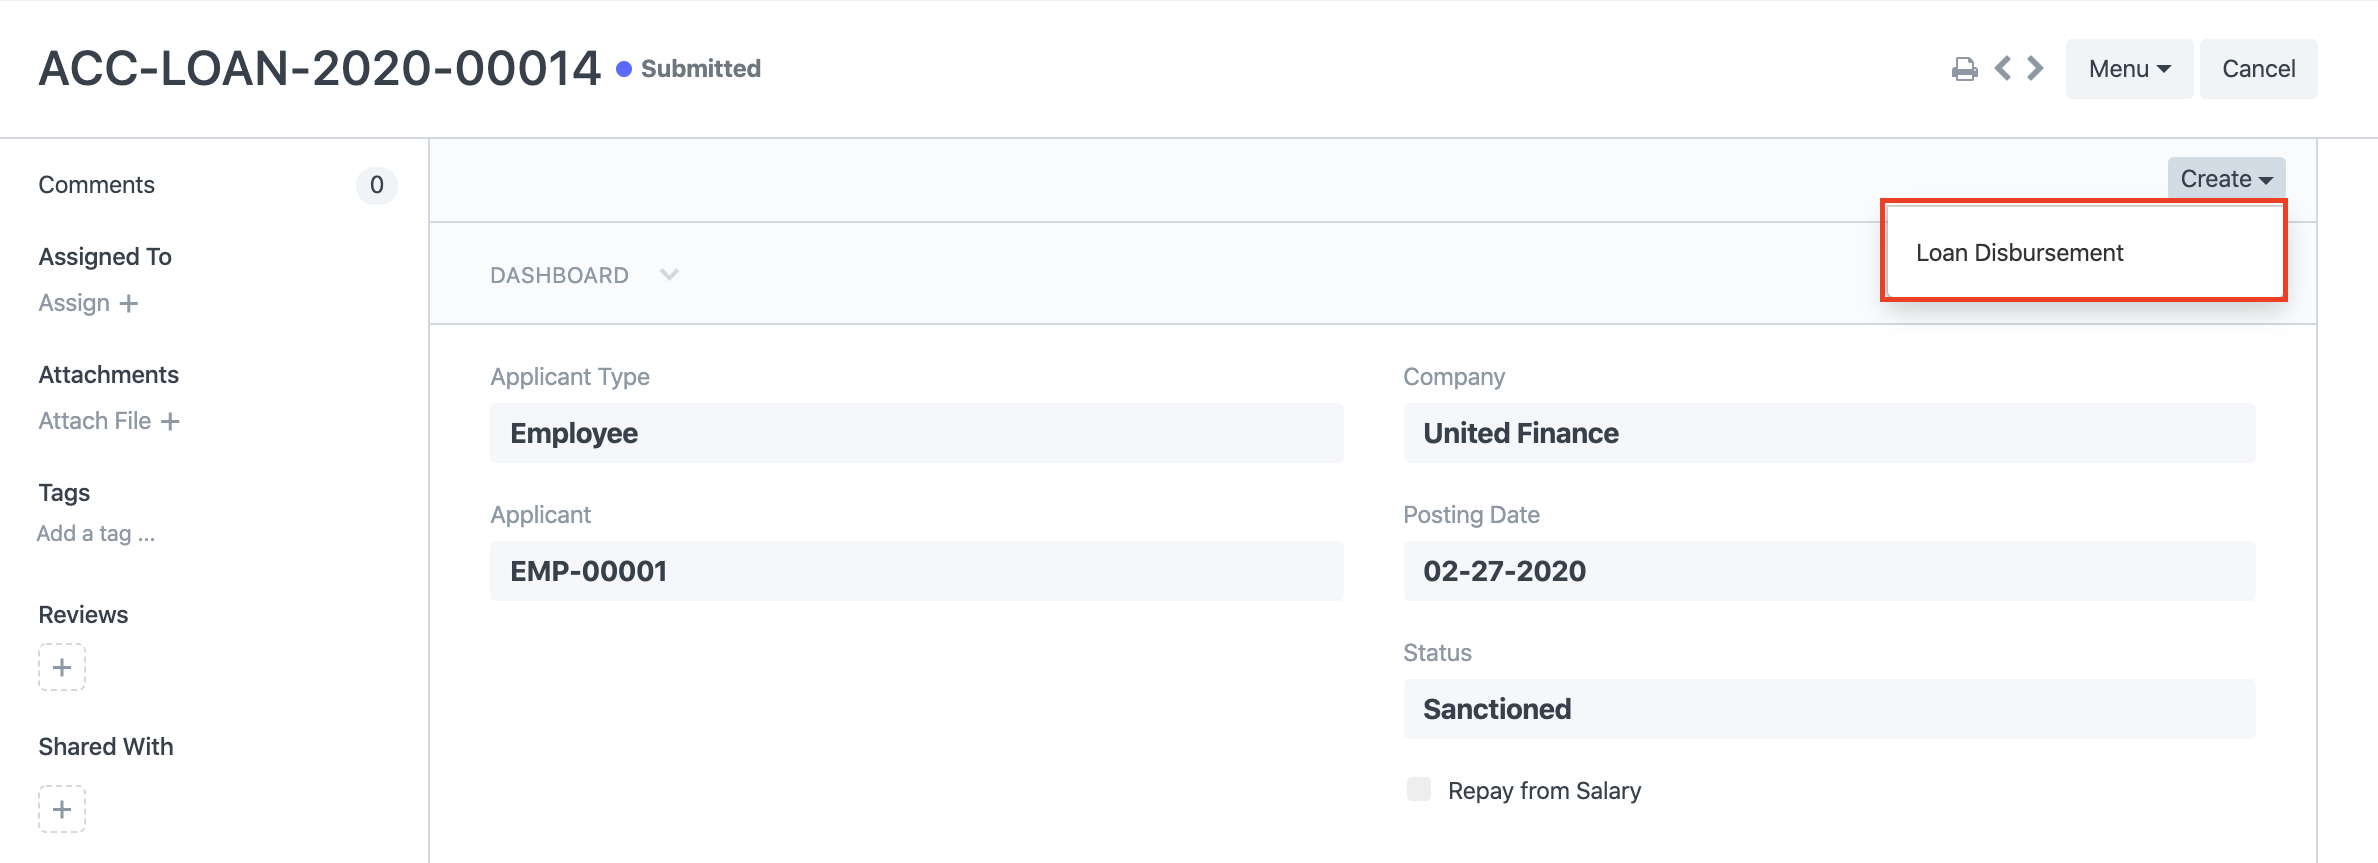 ACC-LOAN-2020-00014 Submitted Menu Cancel
Comments 0
Create
Loan Disbursement
Assigned To
Assign +
Attachments
Attach File +
Tags
Add a tag ...
Reviews
+
Shared With
+
DASHBOARD
Applicant Type
Employee
Applicant
EMP-00001
Company
United Finance
Posting Date
02-27-2020
Status
Sanctioned
Repay from Salary